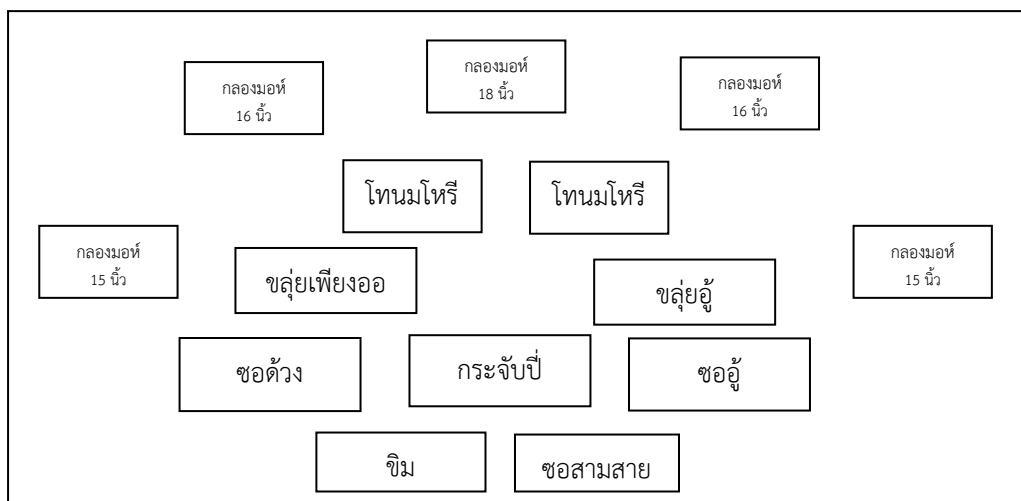 กลองมอห์
18 นิ้ว
กลองมอห์
16 นิ้ว
กลองมอห์
16 นิ้ว
โทนมโหรี
โทนมโหรี
กลองมอห์
15 นิ้ว
ขลุ่ยเพียงออ
ขลุ่ยอู้
กลองมอห์
15 นิ้ว
ซอด้วง
กระจับปี่
ซออู้
ขิม
ซอสามสาย